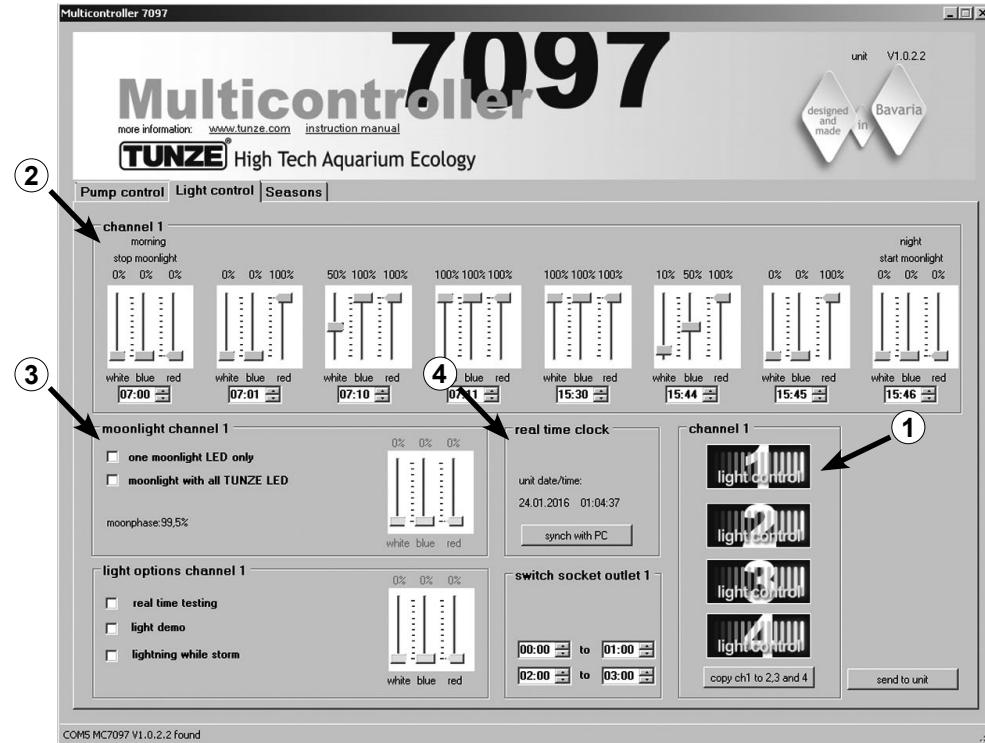 Multicontroller 7097
7097
Multicontroller
unit V1.0.2.2
designed and made in Bavaria
more information: www.tunze.com instruction manual
TUNZE® High Tech Aquarium Ecology
2
Pump control Light control Seasons
channel 1
morning night
stop moonlight start moonlight
0% 0% 0% 0% 0% 100% 50% 100% 100% 100% 100% 100% 100% 100% 100% 10% 50% 100% 0% 0% 100% 0% 0% 0%
white blue red white blue red white blue red blue red white blue red white blue red white blue red white blue red
07:00 07:01 07:10 07:11 15:30 15:44 15:45 15:46
3
4
1
moonlight channel 1
one moonlight LED only
moonlight with all TUNZE LED
moonphase:99,5%
0% 0% 0%
white blue red
real time clock
unit date/time:
24.01.2016 01:04:37
synch with PC
channel 1
1 light control
2 light control
3 light control
4 light control
copy ch1 to 2,3 and 4
light options channel 1
real time testing
light demo
lightning while storm
0% 0% 0%
white blue red
switch socket outlet 1
00:00 to 01:00
02:00 to 03:00
send to unit
COM5 MC7097 V1.0.2.2 found